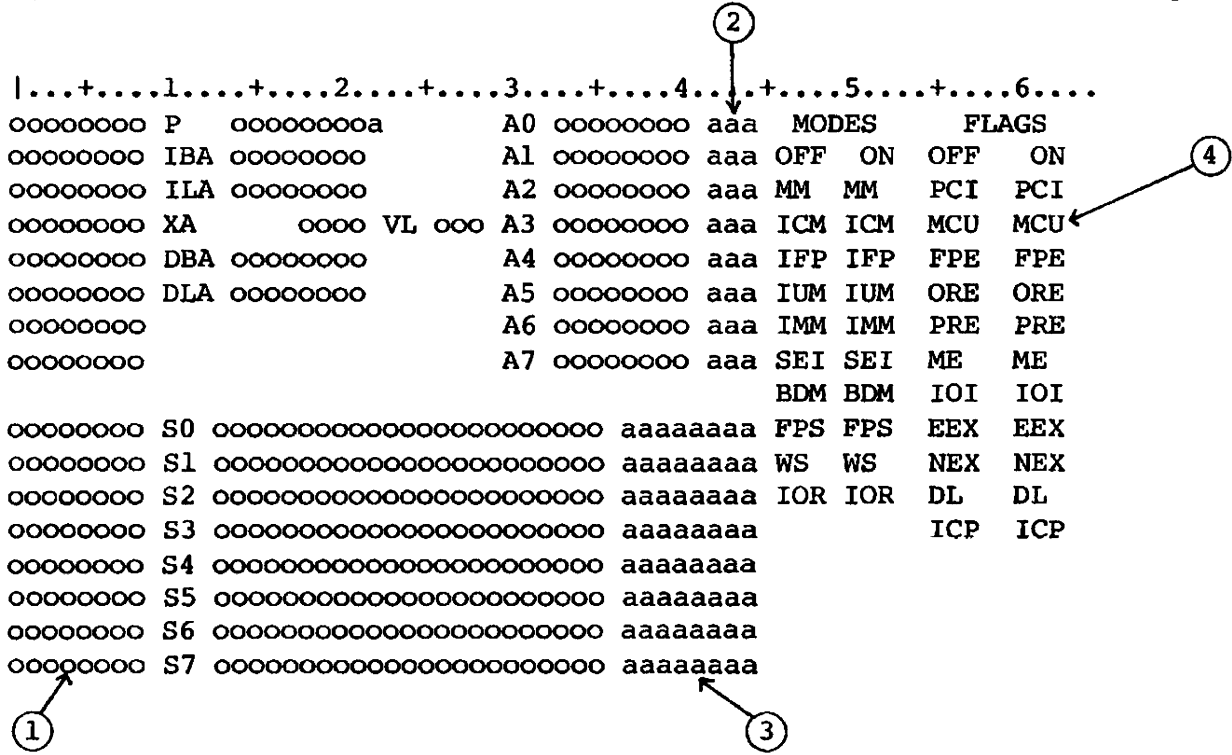 2
|...+....1....+....2....+....3....+....4....+....5....+....6....
oooooooo P   ooooooooa       A0 oooooooo aaa  MODES     FLAGS
oooooooo IBA oooooooo        A1 oooooooo aaa OFF  ON  OFF   ON
oooooooo ILA oooooooo        A2 oooooooo aaa MM  MM   PCI  PCI
oooooooo XA      oooo VL ooo A3 oooooooo aaa ICM ICM  MCU  MCU
oooooooo DBA oooooooo        A4 oooooooo aaa IFP IFP  FPE  FPE
oooooooo DLA oooooooo        A5 oooooooo aaa IUM IUM  ORE  ORE
oooooooo                     A6 oooooooo aaa IMM IMM  PRE  PRE
oooooooo                     A7 oooooooo aaa SEI SEI  ME   ME
BDM BDM  IOI  IOI
oooooooo S0 oooooooooooooooooooooo aaaaaaaa FPS FPS  EEX  EEX
oooooooo S1 oooooooooooooooooooooo aaaaaaaa WS  WS   NEX  NEX
oooooooo S2 oooooooooooooooooooooo aaaaaaaa IOR IOR  DL   DL
oooooooo S3 oooooooooooooooooooooo aaaaaaaa          ICP  ICP
oooooooo S4 oooooooooooooooooooooo aaaaaaaa
oooooooo S5 oooooooooooooooooooooo aaaaaaaa
oooooooo S6 oooooooooooooooooooooo aaaaaaaa
oooooooo S7 oooooooooooooooooooooo aaaaaaaa
4
1
3